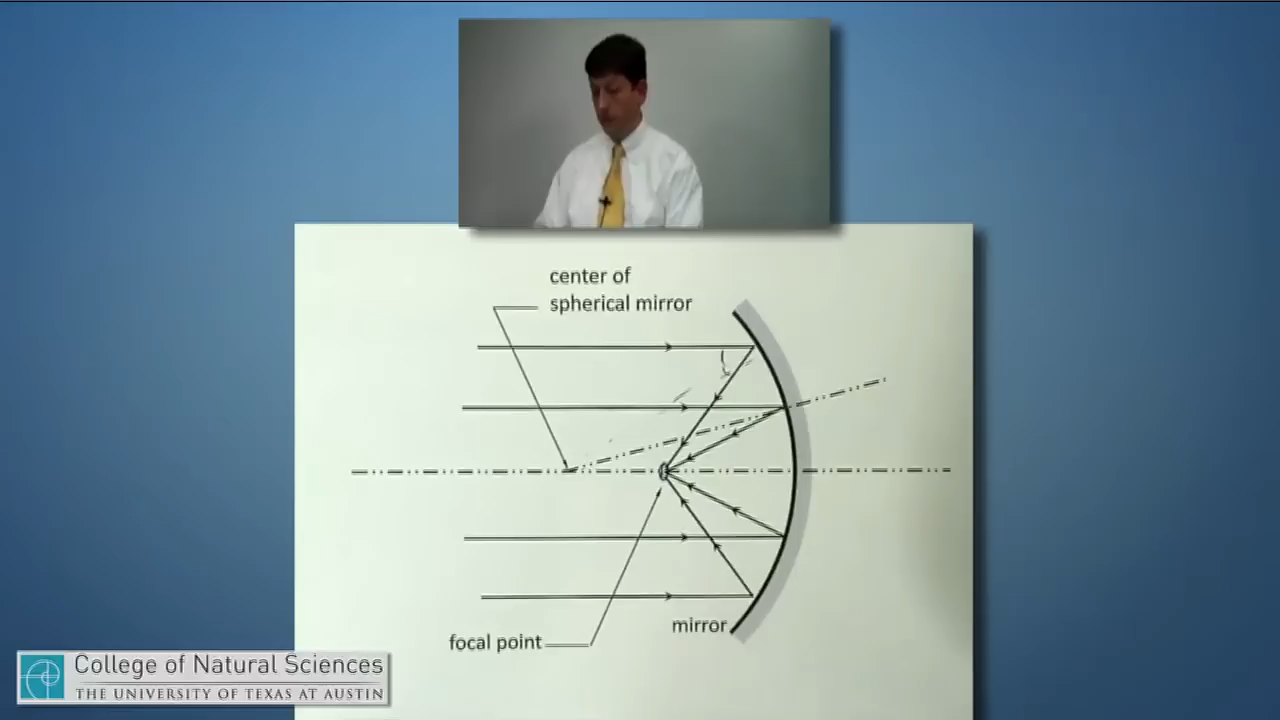 center of
spherical mirror
mirror
focal point
College of Natural Sciences
THE UNIVERSITY OF TEXAS AT AUSTIN